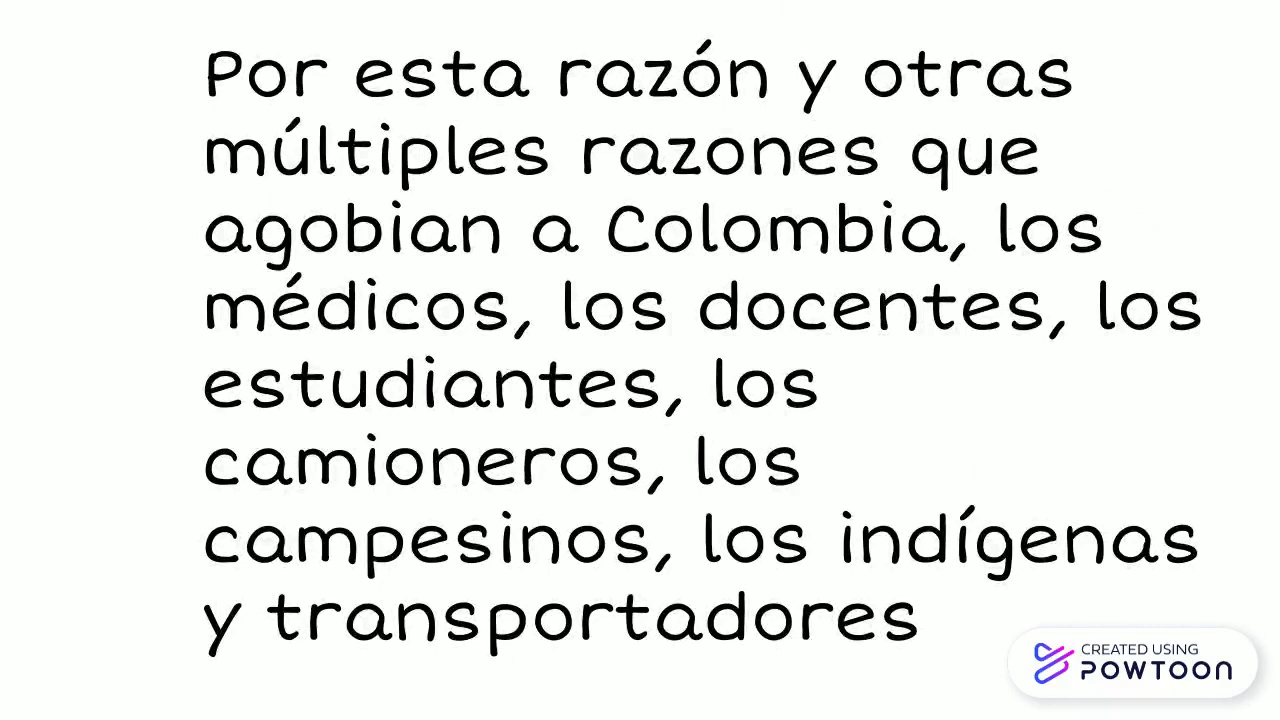 Por esta razón y otras
múltiples razones que
agobian a Colombia, los
médicos, los docentes, los
estudiantes, los
camioneros, los
campesinos, los indígenas
y transportadores
CREATED USING
POWTOON